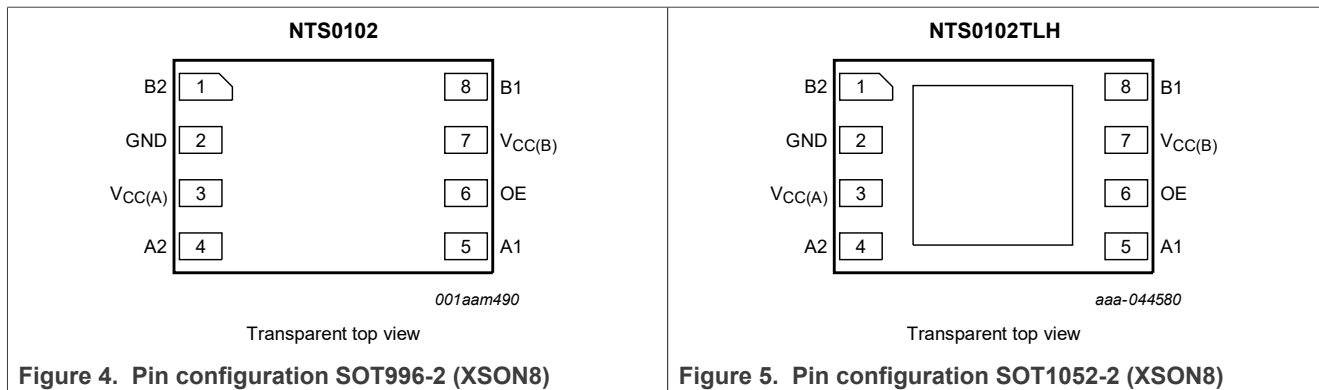 NTS0102
B2 1 8 B1
GND 2 7 VCC(B)
VCC(A) 3 6 OE
A2 4 5 A1
001aam490
Transparent top view
Figure 4. Pin configuration SOT996-2 (XSON8)
NTS0102TLH
B2 1 8 B1
GND 2 7 VCC(B)
VCC(A) 3 6 OE
A2 4 5 A1
aaa-044580
Transparent top view
Figure 5. Pin configuration SOT1052-2 (XSON8)